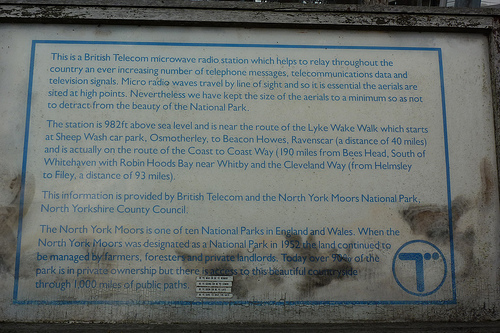 This is a British Telecom microwave radio station which helps to relay throughout the
country an ever increasing number of telephone messages, telecommunications data and
television signals. Micro radio waves travel by line of sight and so it is essential the aerials are
sited at high points. Nevertheless we have kept the size of the aerials to a minimum so as not
to detract from the beauty of the National Park.
The station is 982ft above sea level and is near the route of the Lyke Wake Walk which starts
at Sheep Wash car park, Osmotherley, to Beacon Howes, Ravenscar (a distance of 40 miles)
and is actually on the route of the Coast to Coast Way (190 miles from Bees Head, South of
Whitehaven with Robin Hoods Bay near Whitby and the Cleveland Way (from Helmsley
to Filey, a distance of 93 miles).
This information is provided by British Telecom and the North York Moors National Park,
North Yorkshire County Council.
The North York Moors is one of ten National Parks in England and Wales. When the
North York Moors was designated as a National Park in 1952 the land continued to
be managed by farmers, foresters and private landlords. Today over of the
park is in private ownership but there is access to this beautiful countryside
through 1,000 miles of public paths.
T